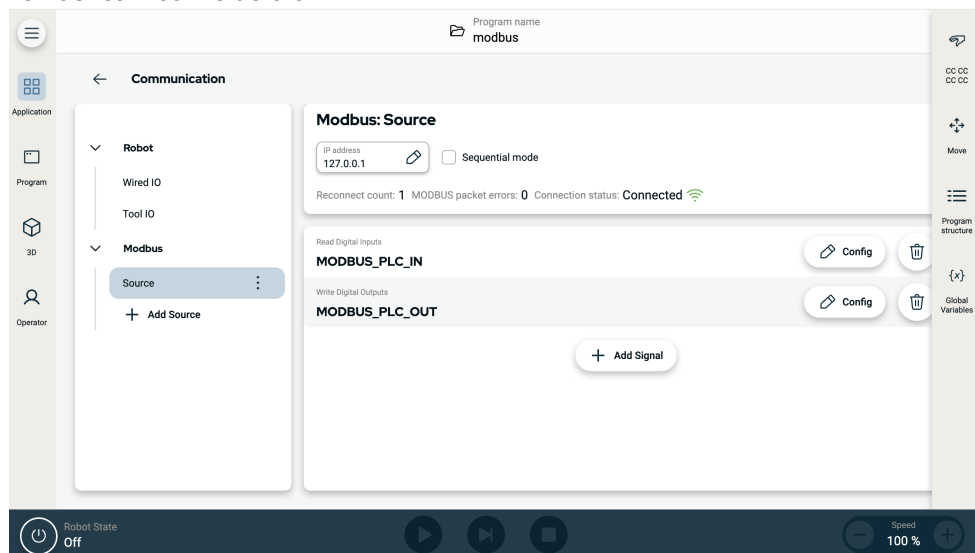 Program name
modbus
CC CC
CC CC
Communication
Application
Modbus: Source
Robot
IP address
127.0.0.1
Sequential mode
Move
Program
Wired IO
Reconnect count: 1 MODBUS packet errors: 0 Connection status: Connected
Tool IO
Program
structure
3D
Modbus
Read Digital Inputs
MODBUS_PLC_IN
Config
Source
{x}
Write Digital Outputs
MODBUS_PLC_OUT
Config
Global
Variables
Operator
Add Source
Add Signal
Robot State
Off
Speed
100 %